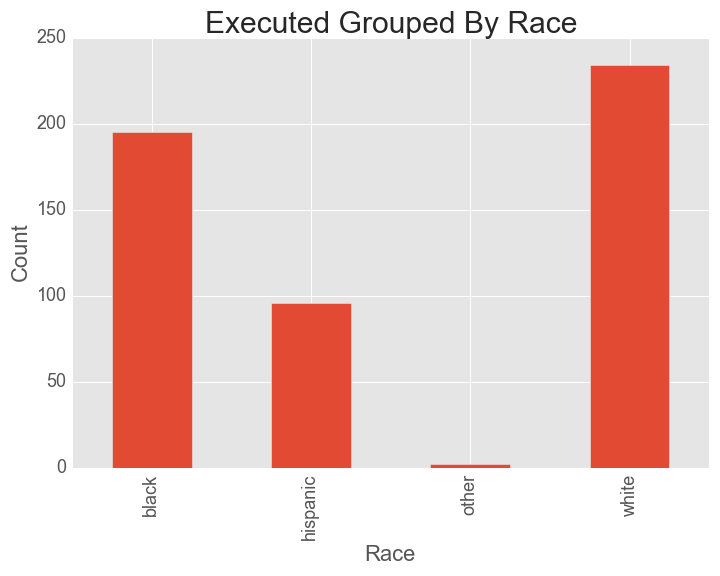 Executed Grouped By Race
250
200
150
100
50
0
Count
black
hispanic
other
white
Race